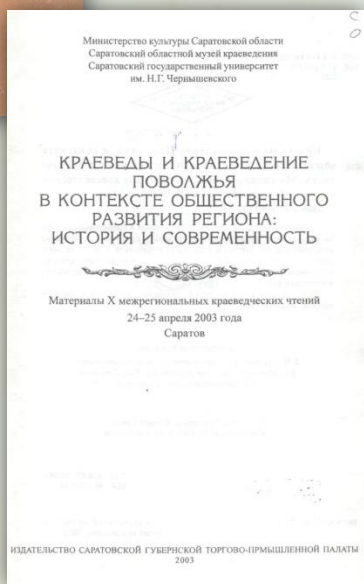 Министерство культуры Саратовской области
Саратовский областной музей краеведения
Саратовский государственный университет
им. Н.Г. Чернышевского
КРАЕВЕДЫ И КРАЕВЕДЕНИЕ
ПОВОЛЖЬЯ
В КОНТЕКСТЕ ОБЩЕСТВЕННОГО
РАЗВИТИЯ РЕГИОНА:
ИСТОРИЯ И СОВРЕМЕННОСТЬ
Материалы X межрегиональных краеведческих чтений
24–25 апреля 2003 года
Саратов
ИЗДАТЕЛЬСТВО САРАТОВСКОЙ ГУБЕРНСКОЙ ТОРГОВО-ПРМЫШЛЕННОЙ ПАЛАТЫ
2003